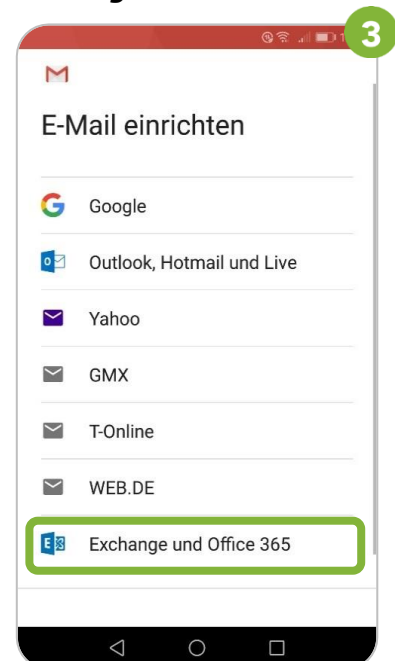 3
E-Mail einrichten
Google
Outlook, Hotmail und Live
Yahoo
GMX
T-Online
WEB.DE
Exchange und Office 365